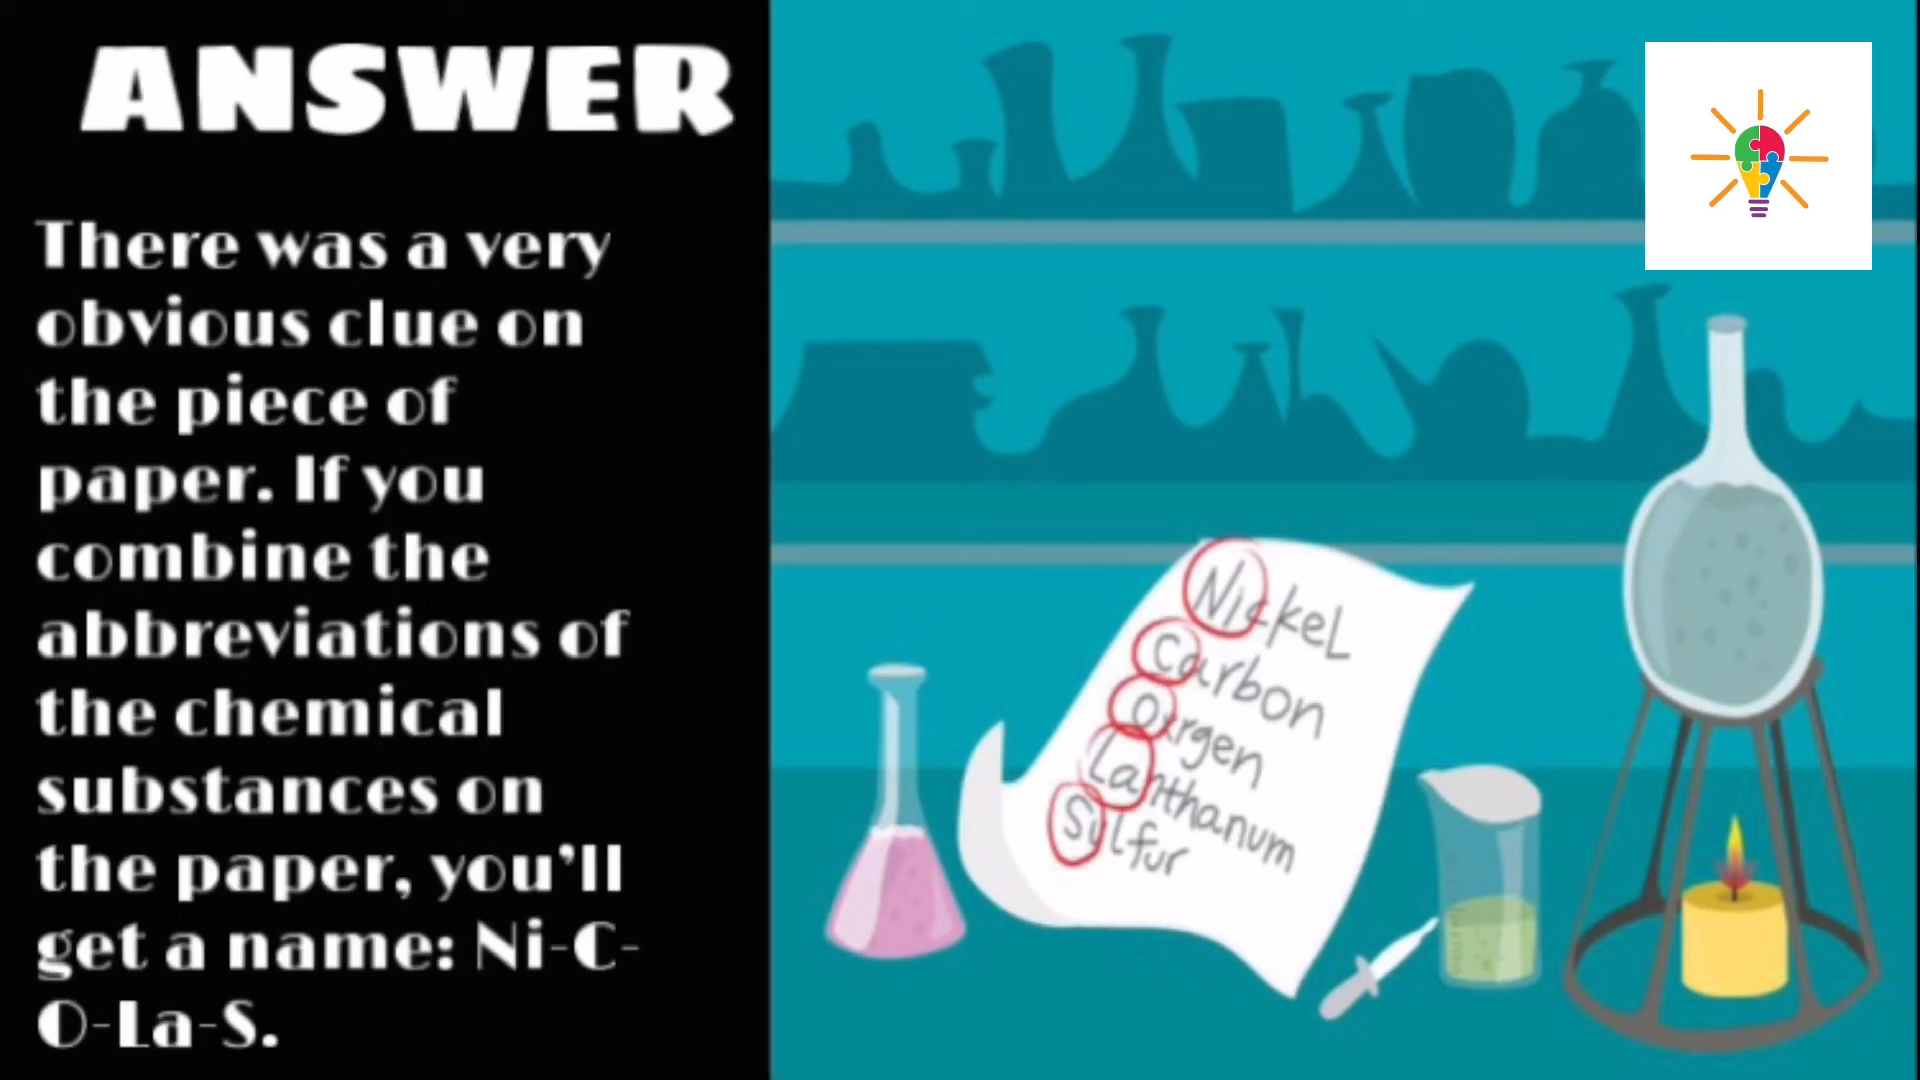 ANSWER
There was a very
obvious clue on
the piece of
paper. If you
combine the
abbreviations of
the chemical
substances on
the paper, you'll
get a name: Ni-C-
O-La-S.
Nickel
Carbon
Oxrgen
Lanthanum
Sulfur